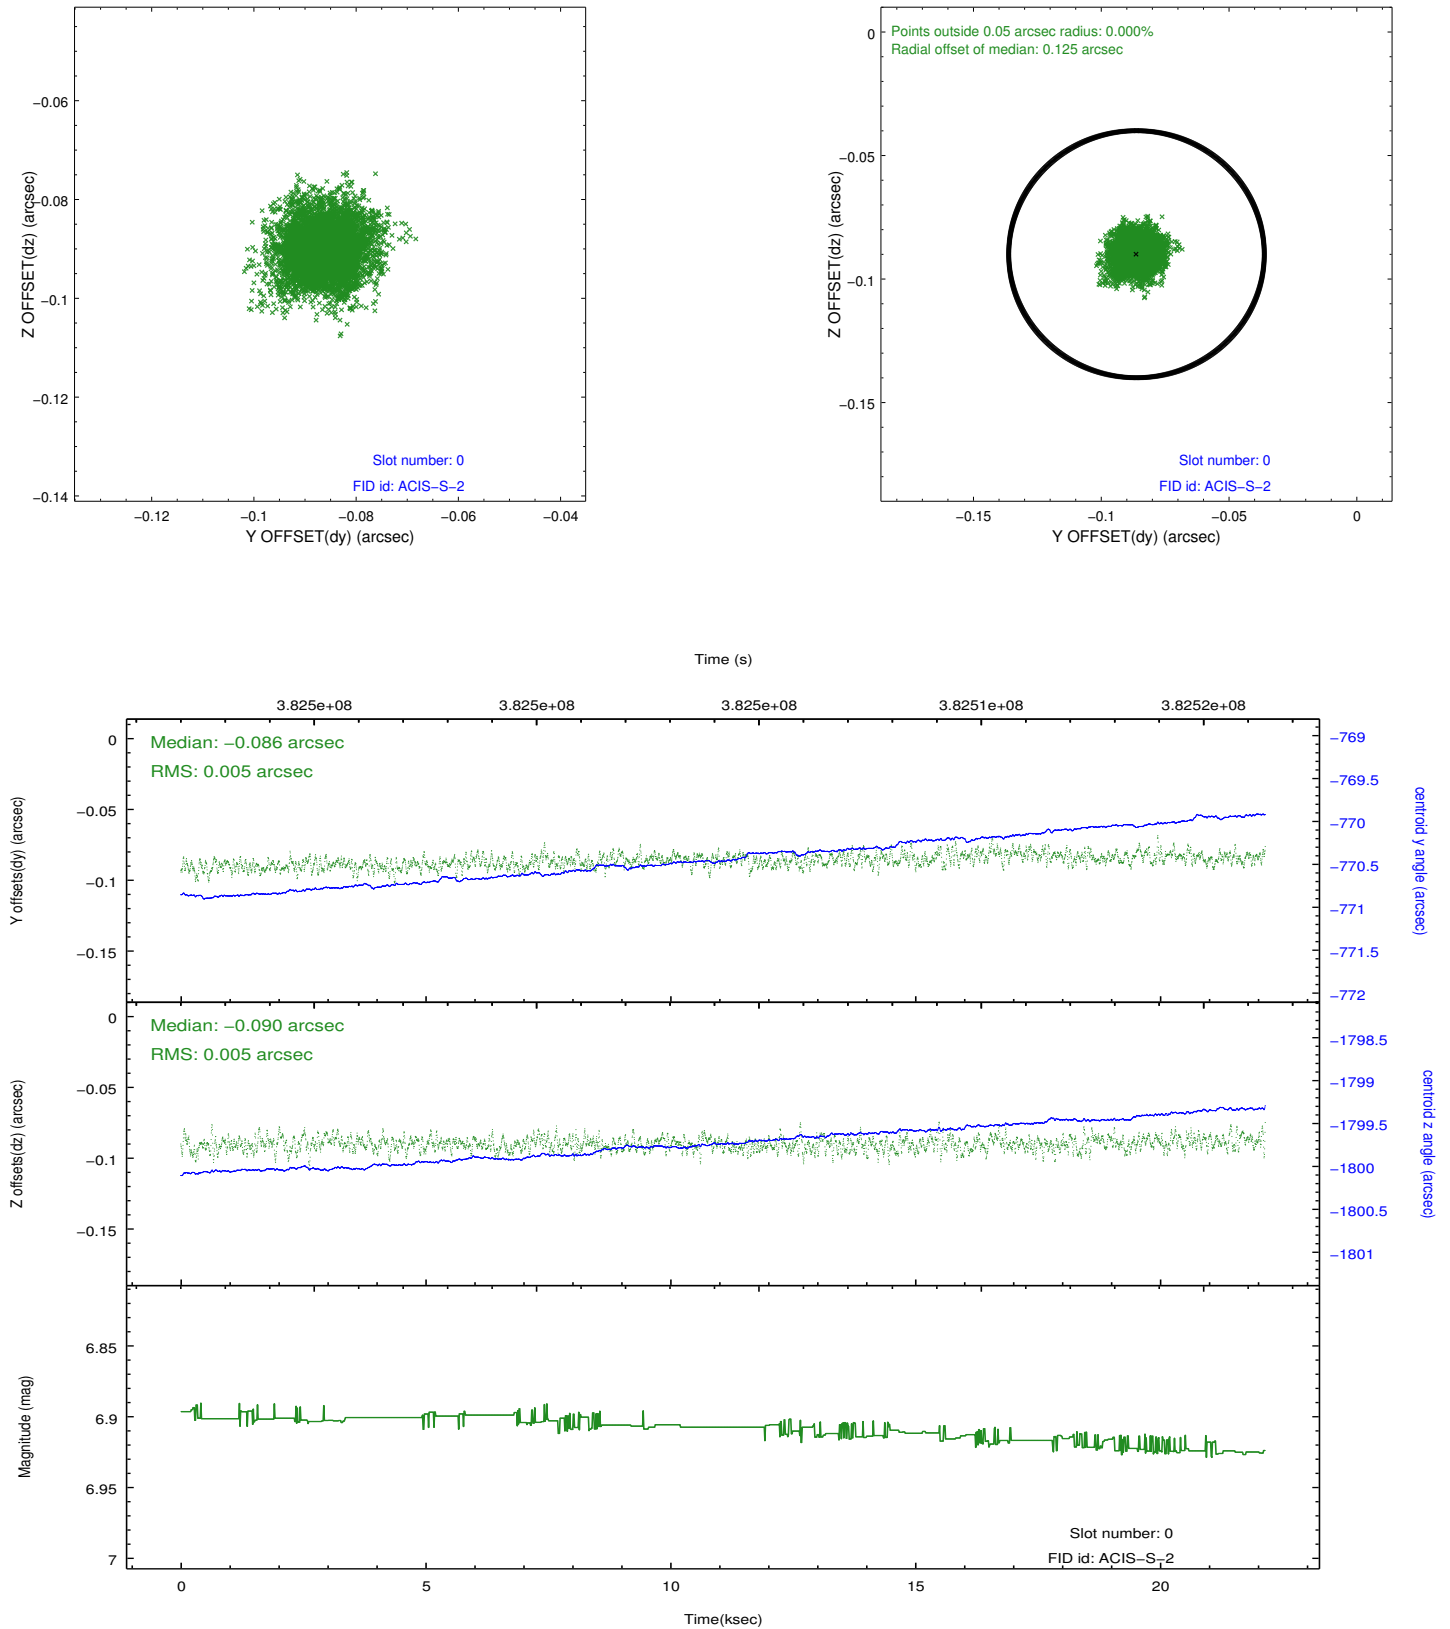 −0.06
−0.08
−0.1
−0.12
−0.14
Z OFFSET(dz) (arcsec)
Slot number: 0
FID id: ACIS−S−2
−0.12 −0.1 −0.08 −0.06 −0.04
Y OFFSET(dy) (arcsec)
Points outside 0.05 arcsec radius: 0.000%
Radial offset of median: 0.125 arcsec
0
−0.05
−0.1
−0.15
Z OFFSET(dz) (arcsec)
Slot number: 0
FID id: ACIS−S−2
−0.15 −0.1 −0.05 0
Y OFFSET(dy) (arcsec)
Time (s)
3.825e+08 3.825e+08 3.825e+08 3.8251e+08 3.8252e+08
Median: −0.086 arcsec
RMS: 0.005 arcsec
0
−0.05
−0.1
−0.15
Y offsets(dy) (arcsec)
−769
−769.5
−770
−770.5
−771
−771.5
−772
centroid y angle (arcsec)
Median: −0.090 arcsec
RMS: 0.005 arcsec
0
−0.05
−0.1
−0.15
Z offsets(dz) (arcsec)
−1798.5
−1799
−1799.5
−1800
−1800.5
−1801
centroid z angle (arcsec)
6.85
6.9
6.95
7
Magnitude (mag)
Slot number: 0
FID id: ACIS−S−2
0 5 10 15 20
Time(ksec)